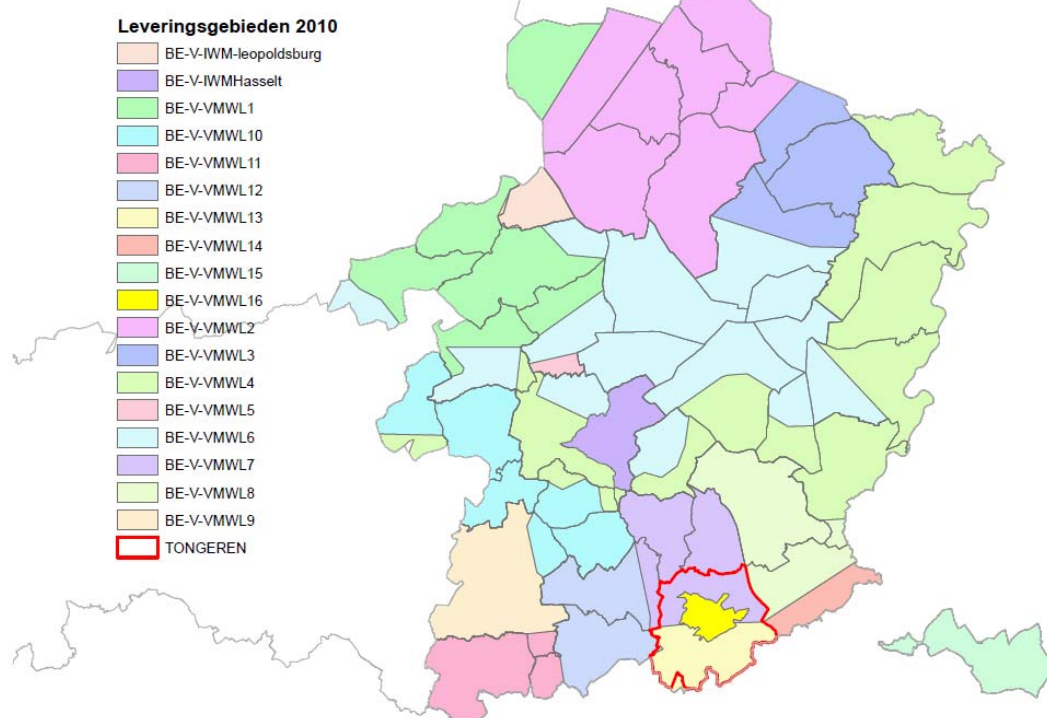 Leveringsgebieden 2010
BE-V-IWM-leopoldsburg
BE-V-IWMHasselt
BE-V-VMWL1
BE-V-VMWL10
BE-V-VMWL11
BE-V-VMWL12
BE-V-VMWL13
BE-V-VMWL14
BE-V-VMWL15
BE-V-VMWL16
BE-V-VMWL2
BE-V-VMWL3
BE-V-VMWL4
BE-V-VMWL5
BE-V-VMWL6
BE-V-VMWL7
BE-V-VMWL8
BE-V-VMWL9
TONGEREN